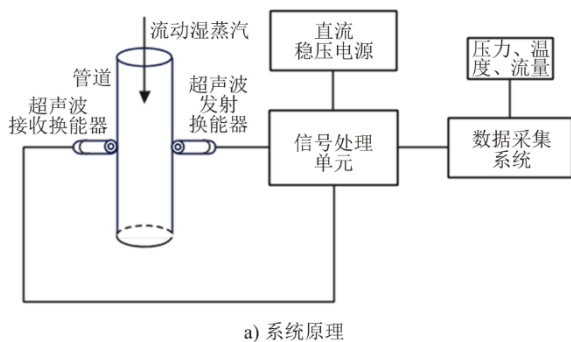 流动湿蒸汽
管道
超声波
接收换能器
超声波
发射
换能器
直流
稳压电源
信号处理
单元
压力、温
度、流量
数据采集
系统
a) 系统原理